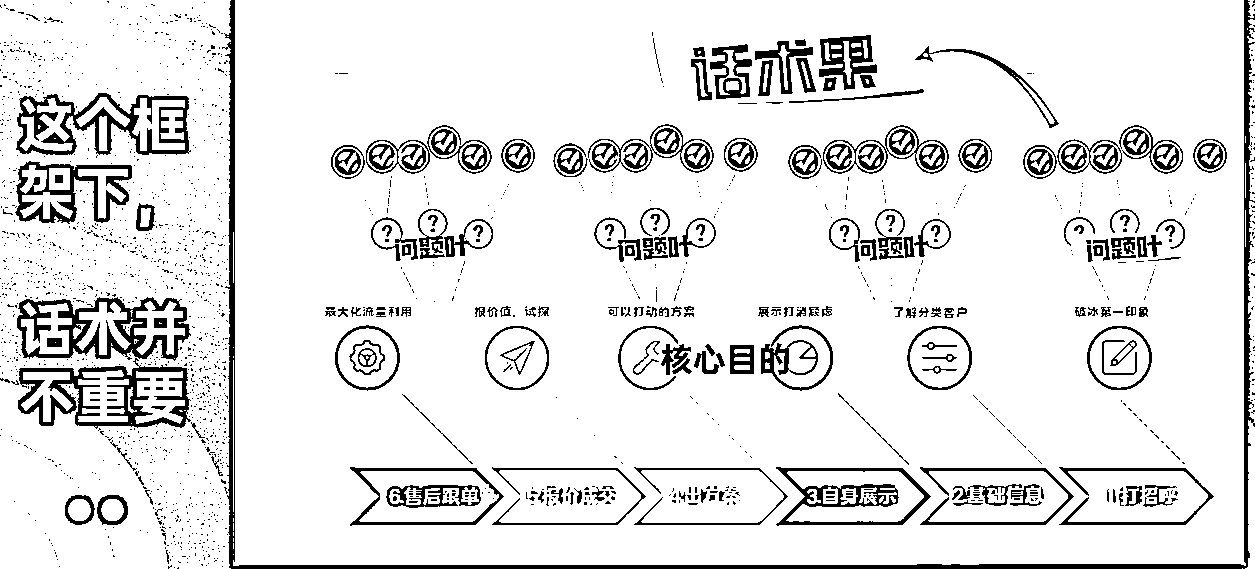 这个框
架下，
话术并
不重要
话术果
问题叶
问题叶
问题叶
问题叶
最大化流量利用
报价值，试探
可以打动的方案
展示打消疑虑
了解分类客户
破冰第一印象
核心目的
6.售后跟单
5.报价成交
4.出方案
3.自身展示
2.基础信息
1.打招呼